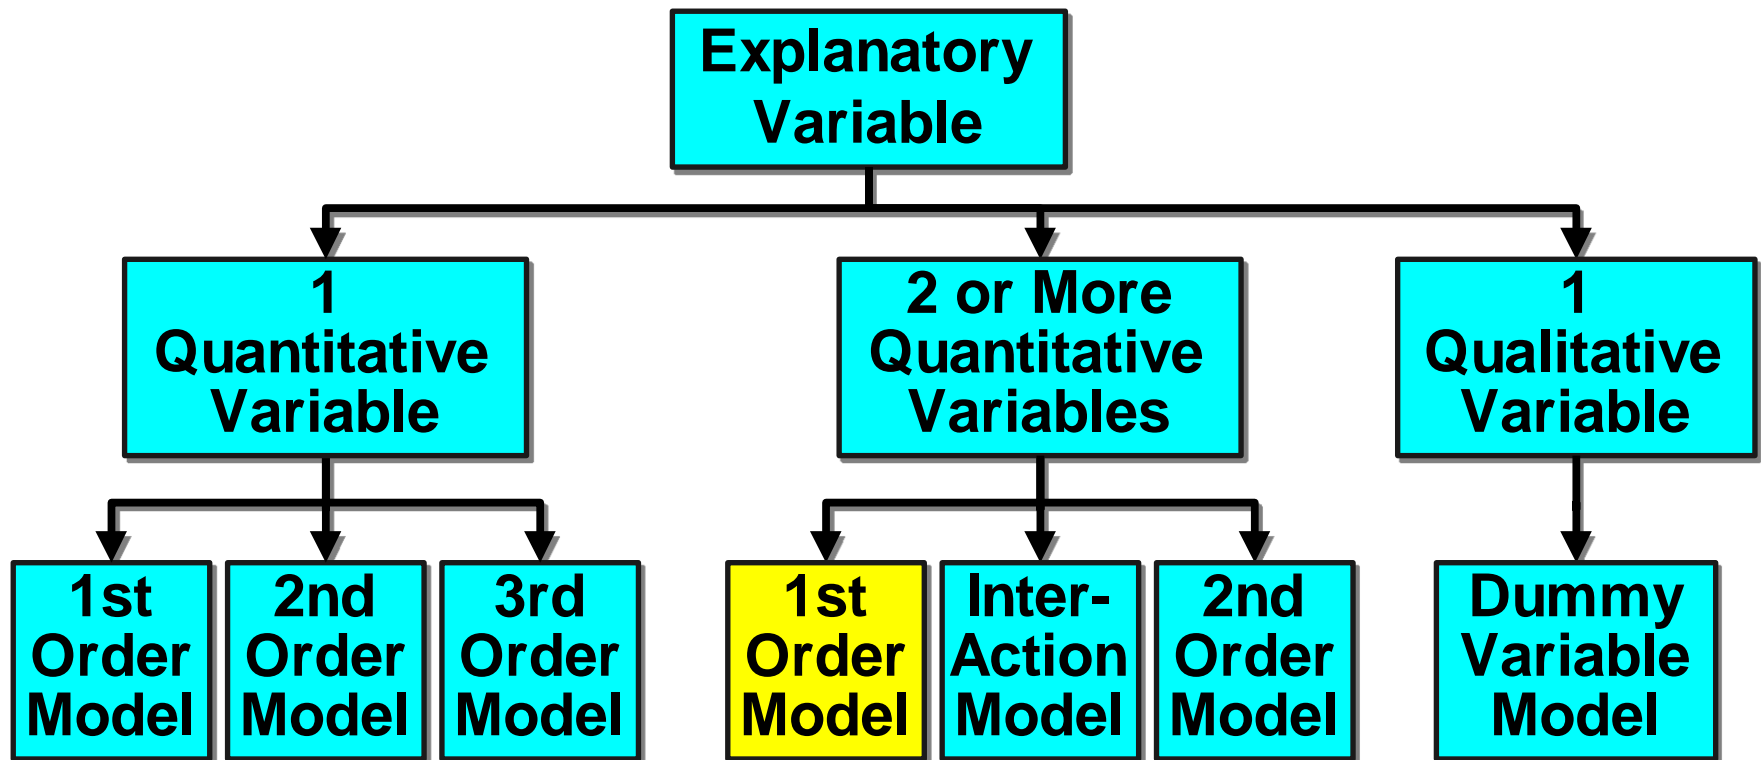 Explanatory
Variable
1
Quantitative
Variable
2 or More
Quantitative
Variables
1
Qualitative
Variable
1st
Order
Model
2nd
Order
Model
3rd
Order
Model
1st
Order
Model
Inter-
Action
Model
2nd
Order
Model
Dummy
Variable
Model